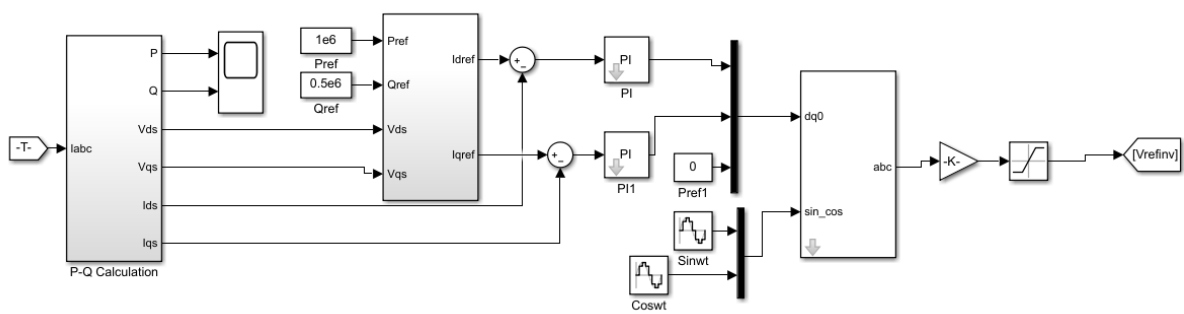 -T-
Iabc
P
Q
Vds
Vqs
Ids
Iqs
P-Q Calculation
1e6
Pref
0.5e6
Qref
Pref
Qref
Vds
Vqs
Idref
Iqref
+
−
+
−
PI
PI
PI
PI1
0
Pref1
Sinwt
Coswt
dq0
sin_cos
abc
-K-
[Vrefinv]